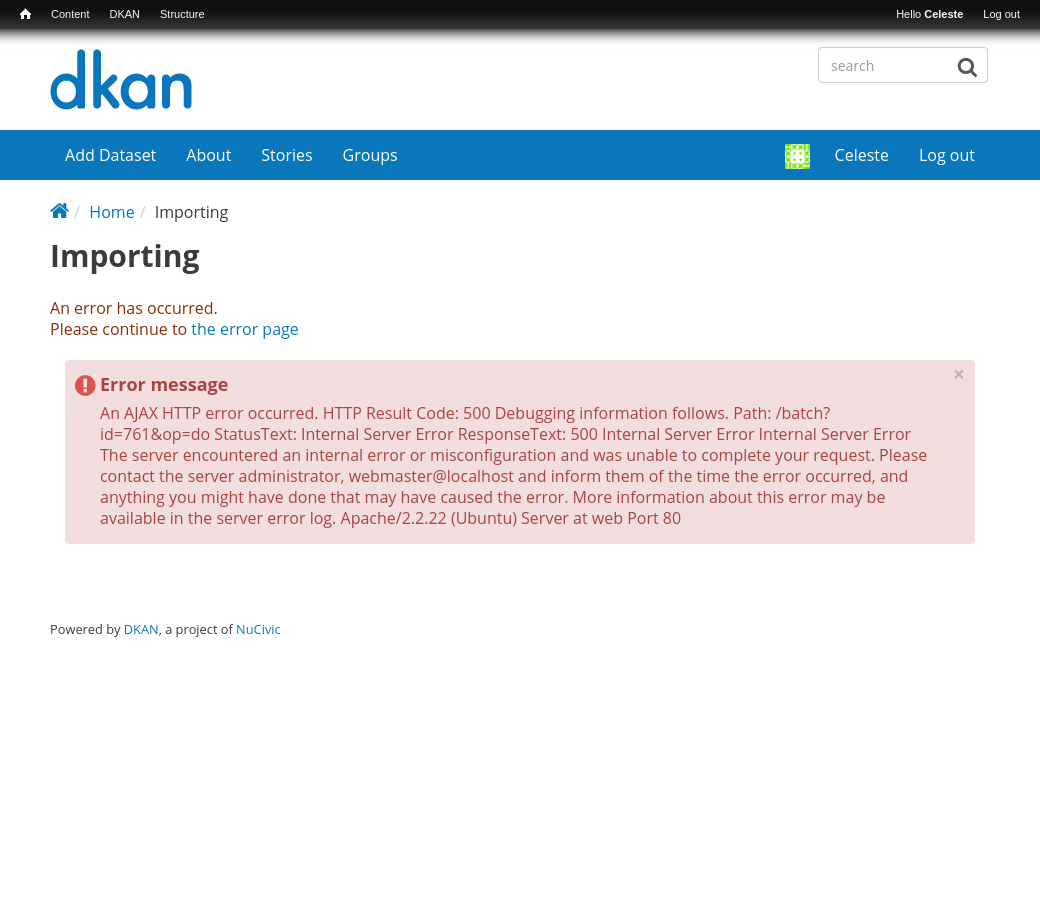 Content DKAN Structure Hello Celeste Log out
dkan
search
Add Dataset About Stories Groups Celeste Log out
/ Home / Importing
Importing
An error has occurred.
Please continue to the error page
×
Error message
An AJAX HTTP error occurred. HTTP Result Code: 500 Debugging information follows. Path: /batch?
id=761&op=do StatusText: Internal Server Error ResponseText: 500 Internal Server Error Internal Server Error
The server encountered an internal error or misconfiguration and was unable to complete your request. Please
contact the server administrator, webmaster@localhost and inform them of the time the error occurred, and
anything you might have done that may have caused the error. More information about this error may be
available in the server error log. Apache/2.2.22 (Ubuntu) Server at web Port 80
Powered by DKAN, a project of NuCivic